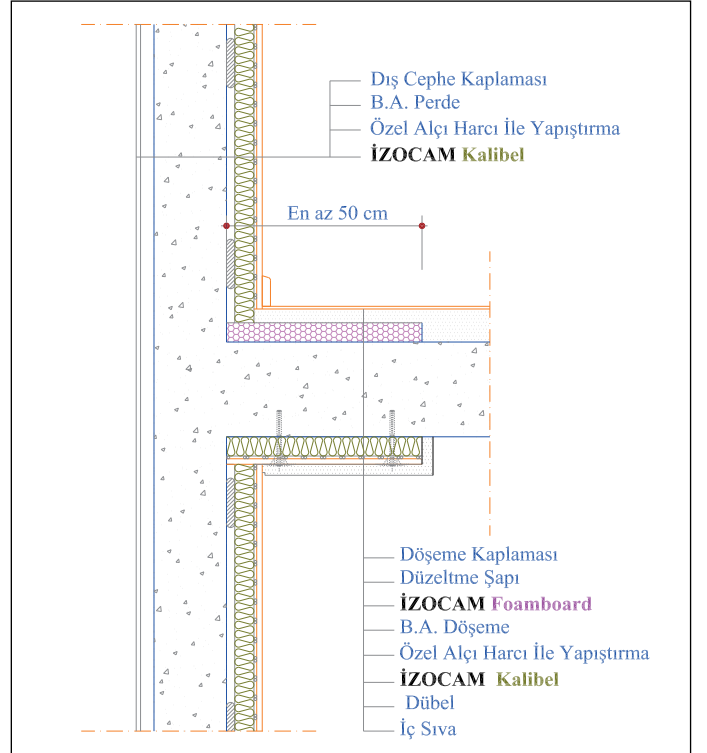 Dış Cephe Kaplaması
B.A. Perde
Özel Alçı Harcı İle Yapıştırma
İZOCAM Kalibel
En az 50 cm
Döşeme Kaplaması
Düzeltme Şapı
İZOCAM Foamboard
B.A. Döşeme
Özel Alçı Harcı İle Yapıştırma
İZOCAM Kalibel
Dübel
İç Sıva